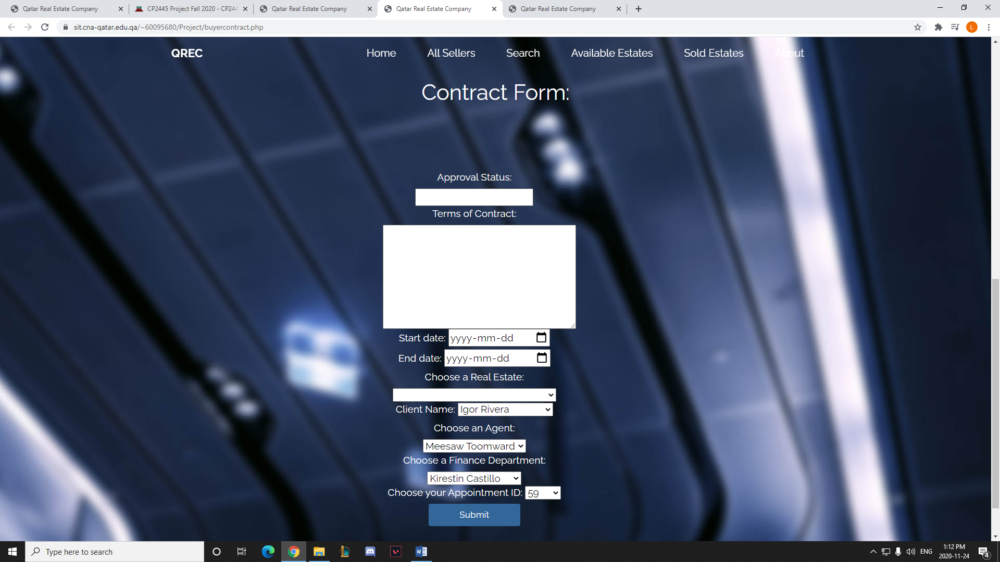 Qatar Real Estate Company
CP2445 Project Fall 2020 - CP244
Qatar Real Estate Company
Qatar Real Estate Company
Qatar Real Estate Company
sit.cna-qatar.edu.qa/~60095680/Project/buyercontract.php
L
QREC
Home
All Sellers
Search
Available Estates
Sold Estates
About
Contract Form:
Approval Status:
Terms of Contract:
Start date: yyyy-mm-dd
End date: yyyy-mm-dd
Choose a Real Estate:
Client Name: Igor Rivera
Choose an Agent:
Meesaw Toomward
Choose a Finance Department:
Kirestin Castillo
Choose your Appointment ID: 59
Submit
Type here to search
ENG
1:12 PM
2020-11-24
4